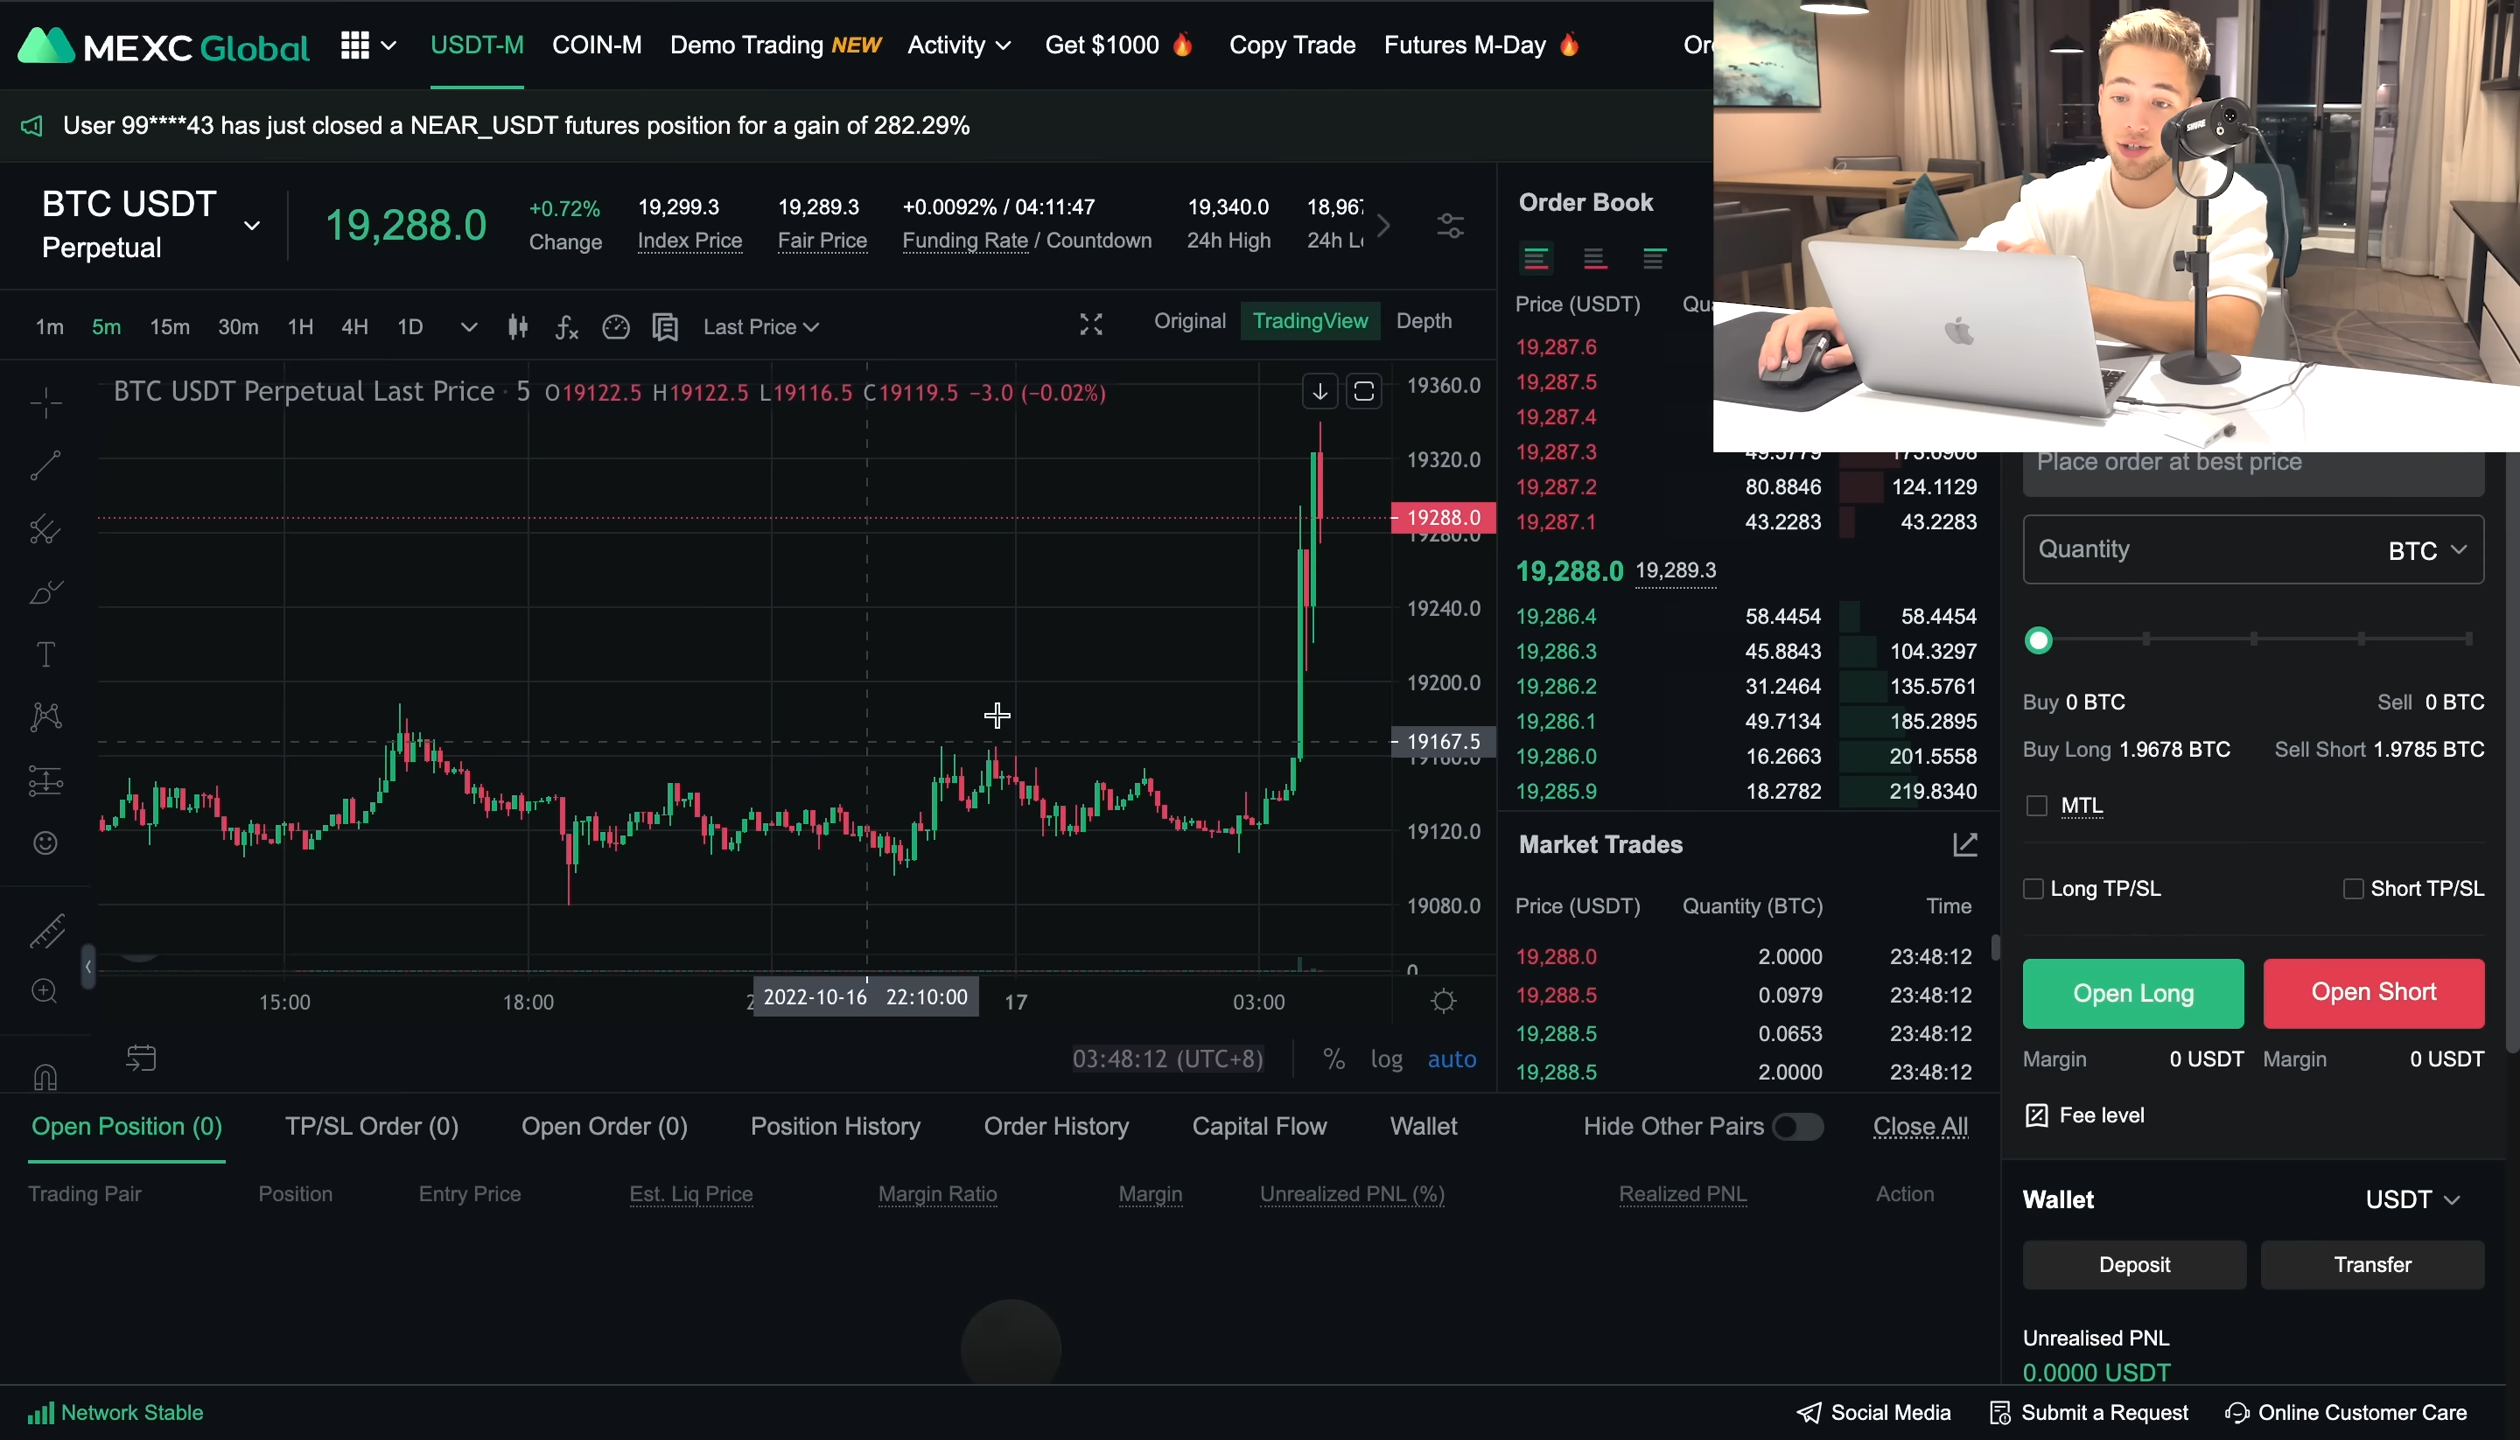 MEXC Global
USDT-M
COIN-M
Demo Trading NEW
Activity
Get $1000
Copy Trade
Futures M-Day
User 99****43 has just closed a NEAR_USDT futures position for a gain of 282.29%
BTC USDT
Perpetual
19,288.0
+0.72%
Change
19,299.3
Index Price
19,289.3
Fair Price
+0.0092% / 04:11:47
Funding Rate / Countdown
19,340.0
24h High
1m 5m 15m 30m 1H 4H 1D
Last Price
Original
TradingView
Depth
BTC USDT Perpetual Last Price · 5 O19122.5 H19122.5 L19116.5 C19119.5 −3.0 (−0.02%)
19360.0
19320.0
19288.0
19240.0
19200.0
19167.5
19120.0
19080.0
15:00
18:00
2022-10-16 22:10:00
17
03:00
03:48:12 (UTC+8)
% log auto
Order Book
Price (USDT)
19,287.6
19,287.5
19,287.4
19,287.3
19,287.2 80.8846 124.1129
19,287.1 43.2283 43.2283
19,288.0 19,289.3
19,286.4 58.4454 58.4454
19,286.3 45.8843 104.3297
19,286.2 31.2464 135.5761
19,286.1 49.7134 185.2895
19,286.0 16.2663 201.5558
19,285.9 18.2782 219.8340
Market Trades
Price (USDT) Quantity (BTC) Time
19,288.0 2.0000 23:48:12
19,288.5 0.0979 23:48:12
19,288.5 0.0653 23:48:12
19,288.5 2.0000 23:48:12
SHURE
Place order at best price
Quantity BTC
Buy 0 BTC Sell 0 BTC
Buy Long 1.9678 BTC Sell Short 1.9785 BTC
MTL
Long TP/SL Short TP/SL
Open Long Open Short
Margin 0 USDT Margin 0 USDT
Fee level
Wallet USDT
Deposit Transfer
Unrealised PNL
0.0000 USDT
Open Position (0)
TP/SL Order (0)
Open Order (0)
Position History
Order History
Capital Flow
Wallet
Hide Other Pairs
Close All
Trading Pair
Position
Entry Price
Est. Liq Price
Margin Ratio
Margin
Unrealized PNL (%)
Realized PNL
Action
Network Stable
Social Media
Submit a Request
Online Customer Care